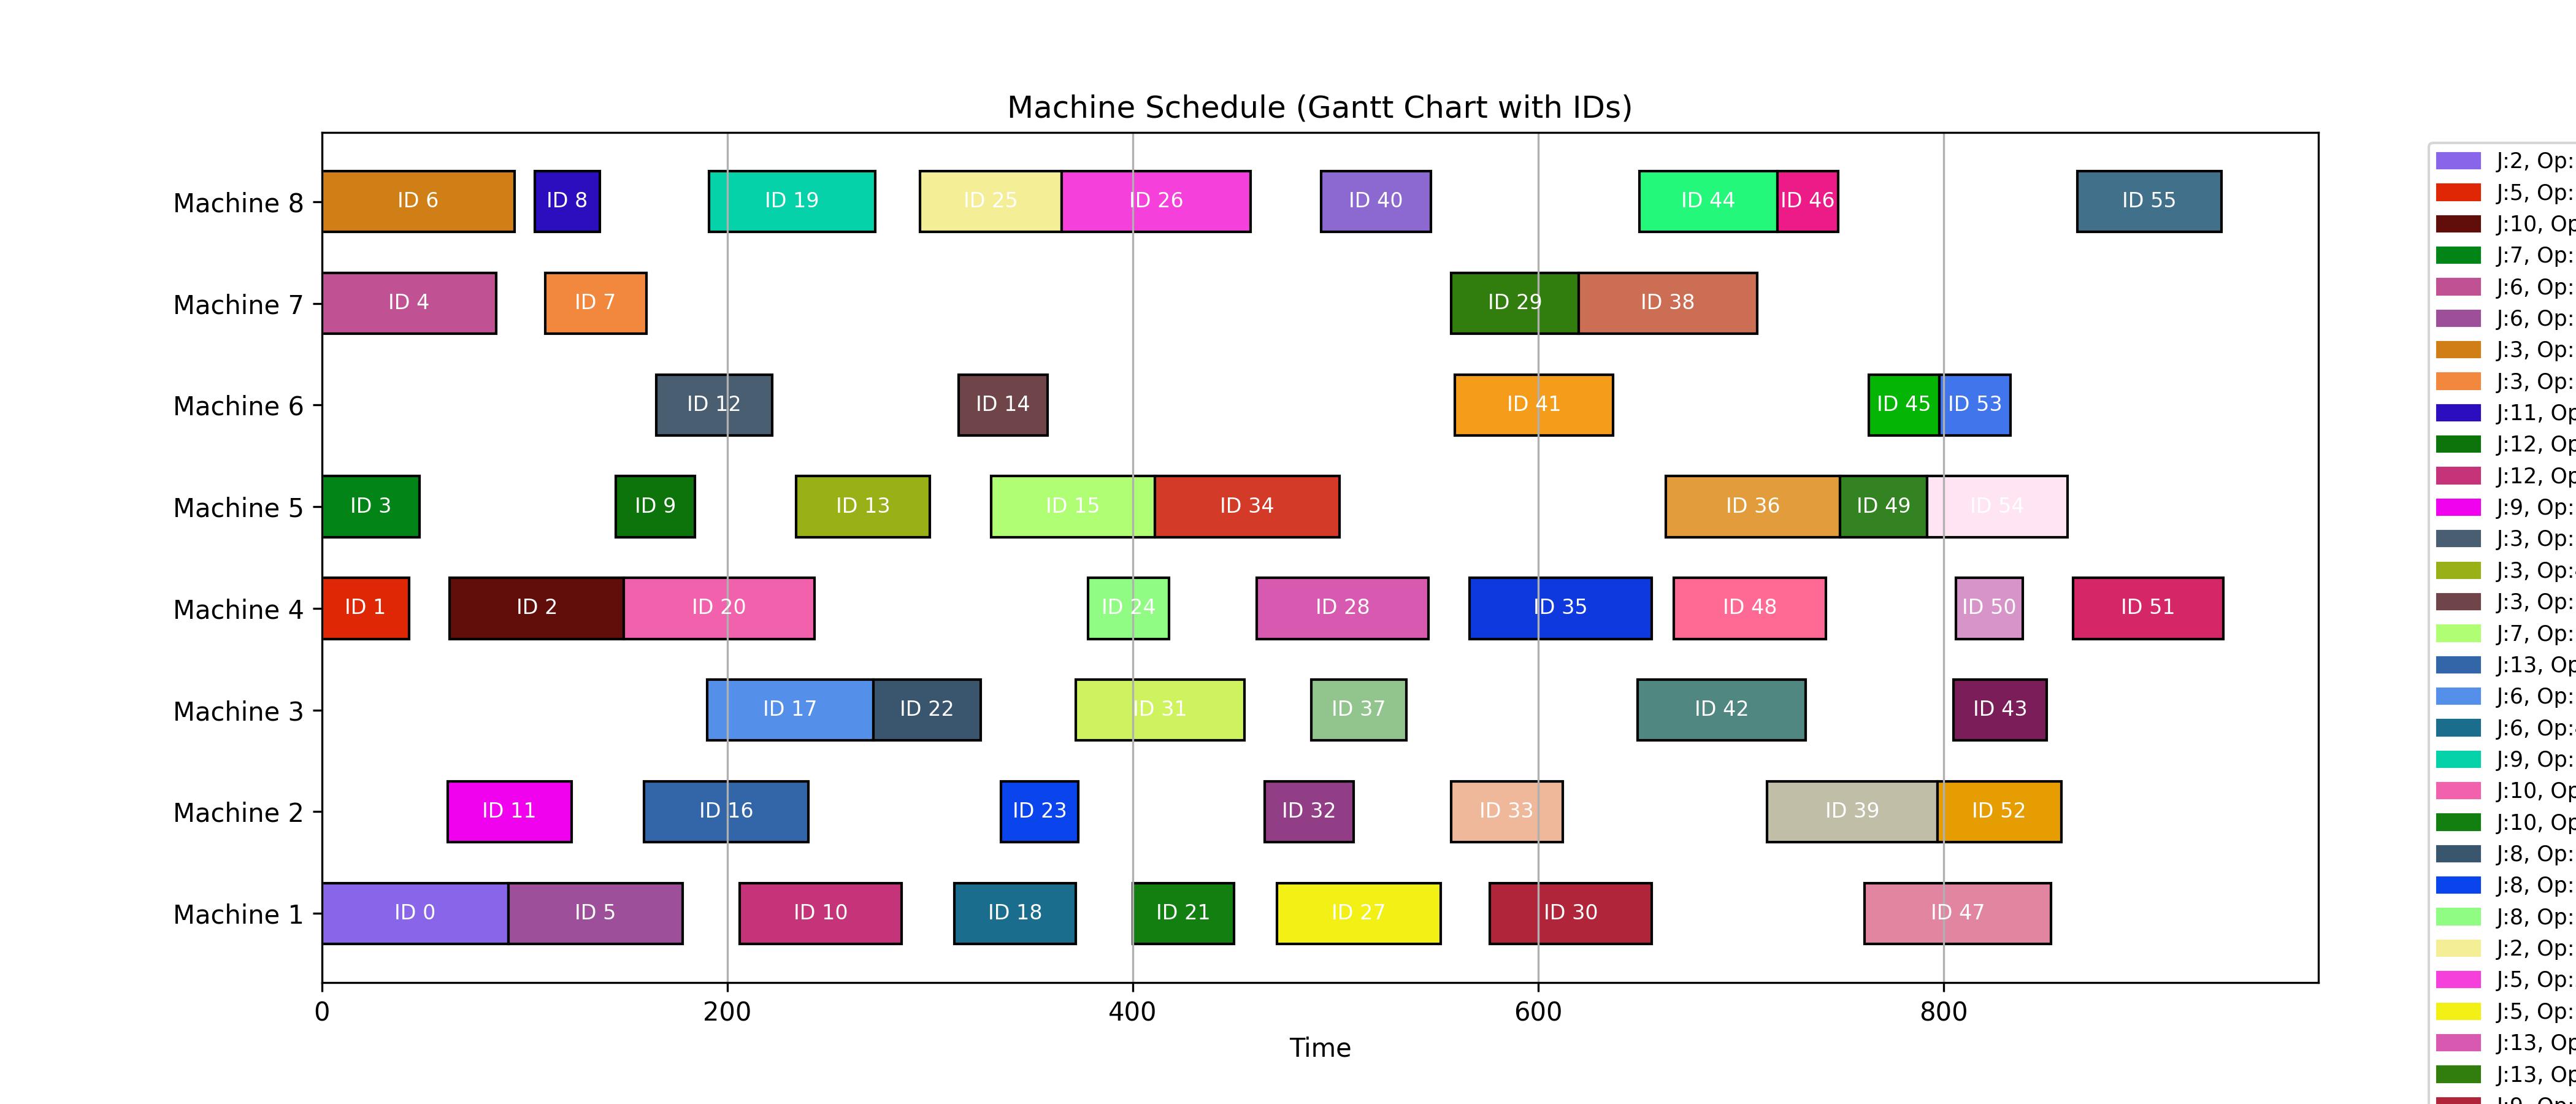 Machine Schedule (Gantt Chart with IDs)
Machine 8
ID 6
ID 8
ID 19
ID 25
ID 26
ID 40
ID 44
ID 46
ID 55
Machine 7
ID 4
ID 7
ID 29
ID 38
Machine 6
ID 12
ID 14
ID 41
ID 45
ID 53
Machine 5
ID 3
ID 9
ID 13
ID 15
ID 34
ID 36
ID 49
ID 54
Machine 4
ID 1
ID 2
ID 20
ID 24
ID 28
ID 35
ID 48
ID 50
ID 51
Machine 3
ID 17
ID 22
ID 31
ID 37
ID 42
ID 43
Machine 2
ID 11
ID 16
ID 23
ID 32
ID 33
ID 39
ID 52
Machine 1
ID 0
ID 5
ID 10
ID 18
ID 21
ID 27
ID 30
ID 47
0 200 400 600 800
Time
J:2, Op:
J:5, Op:
J:10, Op
J:7, Op:
J:6, Op:
J:6, Op:
J:3, Op:
J:3, Op:
J:11, Op
J:12, Op
J:12, Op
J:9, Op:
J:3, Op:
J:3, Op:
J:3, Op:
J:7, Op:
J:13, Op
J:6, Op:
J:6, Op:
J:9, Op:
J:10, Op
J:10, Op
J:8, Op:
J:8, Op:
J:8, Op:
J:2, Op:
J:5, Op:
J:5, Op:
J:13, Op
J:13, Op